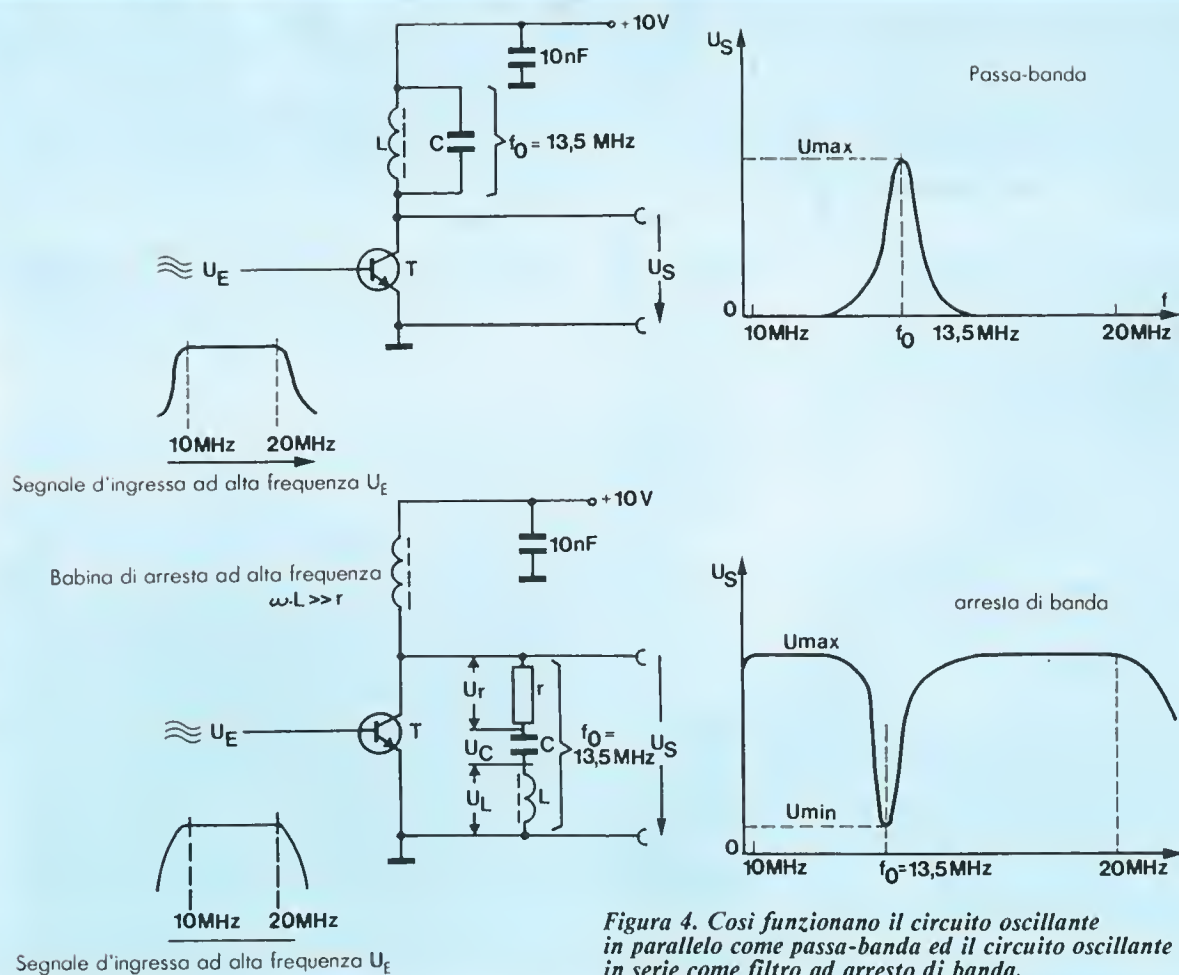 +10V
10nF
L
C
f0 = 13,5 MHz
UE
T
US
10MHz 20MHz
Segnale d'ingressa ad alta frequenza UE
US
Passa-banda
Umax
0
10MHz f0 13,5MHz 20MHz
f
+10V
10nF
Babina di arresta ad alta frequenza
ω.L>>r
UE
T
Ur
r
UC
C
UL
L
f0=
13,5MHz
US
10MHz 20MHz
Segnale d'ingressa ad alta frequenza UE
US
arresta di banda
Umax
Umin
0
10MHz f0=13,5MHz 20MHz
Figura 4. Così funzionano il circuito oscillante
in parallelo come passa-banda ed il circuito oscillante
in serie come filtro ad arresto di banda.